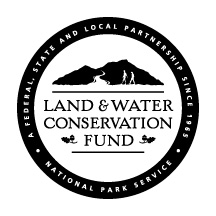 A FEDERAL, STATE AND LOCAL PARTNERSHIP SINCE 1965
LAND & WATER
CONSERVATION
FUND
• NATIONAL PARK SERVICE •